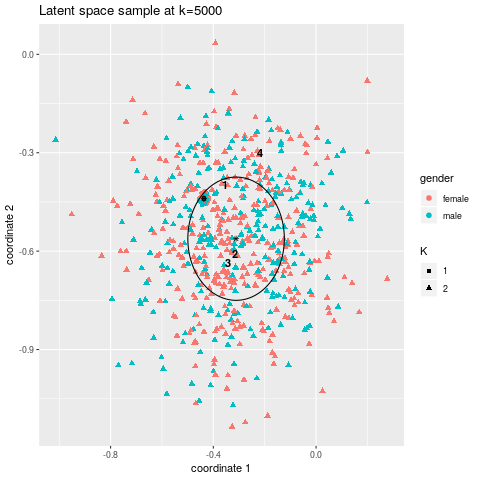 Latent space sample at k=5000
0.0
-0.3
-0.6
-0.9
coordinate 2
4
1
2
3
-0.8
-0.4
0.0
coordinate 1
gender
female
male
K
1
2